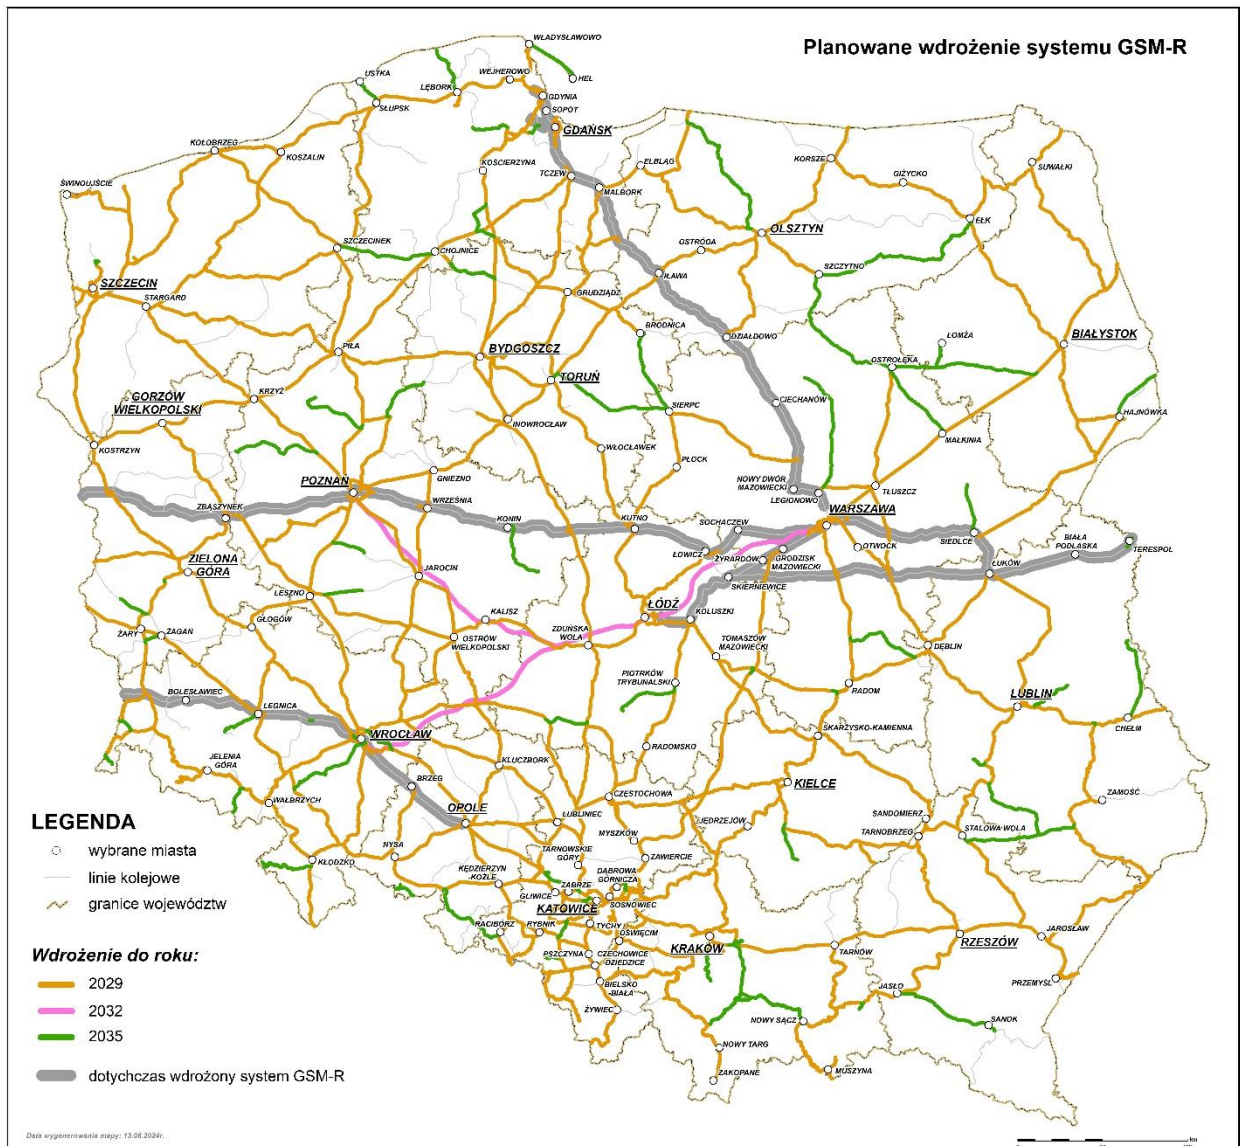 Planowane wdrożenie systemu GSM-R
WŁADYSŁAWOWO
USTKA
WEJHEROWO
HEL
LĘBORK
GDYNIA
SŁUPSK
SOPOT
GDAŃSK
KOŁOBRZEG
KOSZALIN
KOŚCIERZYNA
ELBLĄG
KORSZE
SUWAŁKI
TCZEW
GIŻYCKO
ŚWINOUJŚCIE
MALBORK
EŁK
OLSZTYN
SZCZECINEK
CHOJNICE
OSTRÓDA
SZCZYTNO
IŁAWA
SZCZECIN
STARGARD
GRUDZIĄDZ
BRODNICA
DZIAŁDOWO
ŁOMŻA
BIAŁYSTOK
PIŁA
BYDGOSZCZ
OSTROŁĘKA
TORUŃ
KRZYŻ
GORZÓW
WIELKOPOLSKI
CIECHANÓW
SIERPC
HAJNÓWKA
INOWROCŁAW
KOSTRZYN
WŁOCŁAWEK
MAŁKINIA
PŁOCK
POZNAŃ
GNIEZNO
NOWY DWÓR
MAZOWIECKI
TŁUSZCZ
LEGIONOWO
WRZEŚNIA
ZBĄSZYNEK
WARSZAWA
KONIN
KUTNO
SOCHACZEW
SIEDLCE
BIAŁA
PODLASKA
TERESPOL
OTWOCK
ŁOWICZ
ŻYRARDÓW
GRODZISK
MAZOWIECKI
ZIELONA
GÓRA
ŁUKÓW
JAROCIN
SKIERNIEWICE
LESZNO
ŁÓDŹ
KALISZ
KOLUSZKI
GŁOGÓW
ŻARY
ŻAGAŃ
OSTRÓW
WIELKOPOLSKI
ZDUŃSKA
WOLA
TOMASZÓW
MAZOWIECKI
DĘBLIN
PIOTRKÓW
TRYBUNALSKI
RADOM
BOLESŁAWIEC
LUBLIN
LEGNICA
CHEŁM
WROCŁAW
SKARŻYSKO-KAMIENNA
RADOMSKO
JELENIA
GÓRA
KLUCZBORK
BRZEG
KIELCE
WAŁBRZYCH
CZĘSTOCHOWA
ZAMOŚĆ
OPOLE
LUBLINIEC
JĘDRZEJÓW
SANDOMIERZ
TARNOBRZEG
STALOWA-WOLA
MYSZKÓW
NYSA
TARNOWSKIE
GÓRY
ZAWIERCIE
KŁODZKO
KĘDZIERZYN
-KOŹLE
DĄBROWA
GÓRNICZA
ZABRZE
GLIWICE
SOSNOWIEC
KATOWICE
RACIBÓRZ
RYBNIK
TYCHY
OŚWIĘCIM
KRAKÓW
RZESZÓW
JAROSŁAW
TARNÓW
PSZCZYNA
CZECHOWICE
-DZIEDZICE
PRZEMYŚL
BIELSKO
-BIAŁA
JASŁO
ŻYWIEC
NOWY SĄCZ
SANOK
NOWY TARG
MUSZYNA
ZAKOPANE
LEGENDA
wybrane miasta
linie kolejowe
granice województw
Wdrożenie do roku:
2029
2032
2035
dotychczas wdrożony system GSM-R
Data wygenerowania mapy: 13.06.2024r.
km